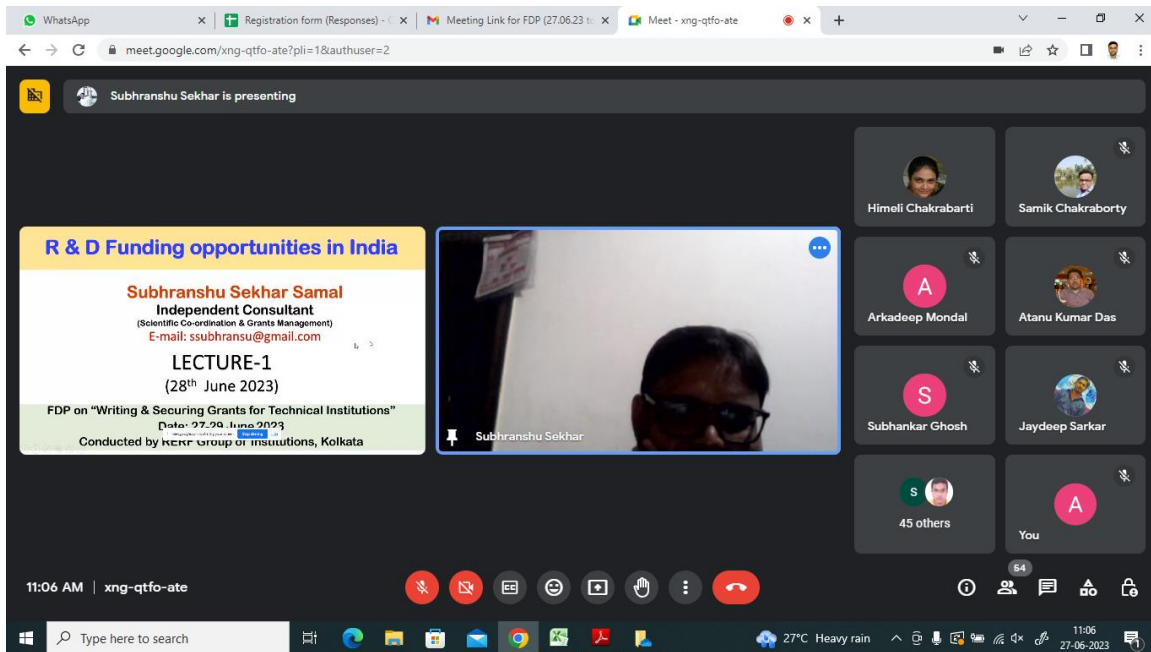 WhatsApp
Registration form (Responses) - G
Meeting Link for FDP (27.06.23 to
Meet - xng-qtfo-ate
meet.google.com/xng-qtfo-ate?pli=1&authuser=2
Subhranshu Sekhar is presenting
R & D Funding opportunities in India
Subhranshu Sekhar Samal
Independent Consultant
(Scientific Co-ordination & Grants Management)
E-mail: ssubhransu@gmail.com
LECTURE-1
(28th June 2023)
FDP on “Writing & Securing Grants for Technical Institutions”
Date: 27-29 June 2023
Conducted by RERF Group of Institutions, Kolkata
Subhranshu Sekhar
Himeli Chakrabarti
Samik Chakraborty
A
Arkadeep Mondal
Atanu Kumar Das
S
Subhankar Ghosh
Jaydeep Sarkar
S
45 others
A
You
11:06 AM | xng-qtfo-ate
CC
54
Type here to search
27°C Heavy rain
11:06
27-06-2023
1